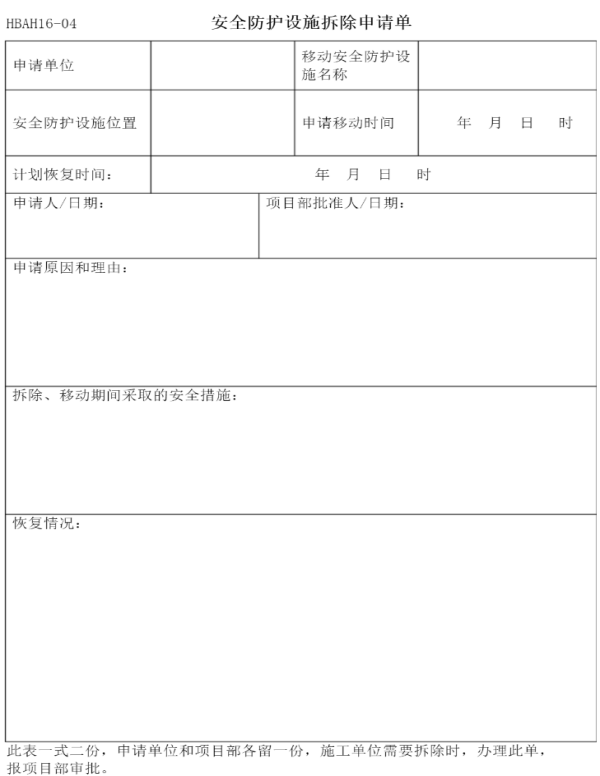 HBAH16-04 安全防护设施拆除申请单
申请单位
移动安全防护设
施名称
安全防护设施位置
申请移动时间
年 月 日 时
计划恢复时间：
年 月 日 时
申请人/日期：
项目部批准人/日期：
申请原因和理由：
拆除、移动期间采取的安全措施：
恢复情况：
此表一式二份，申请单位和项目部各留一份，施工单位需要拆除时，办理此单，
报项目部审批。